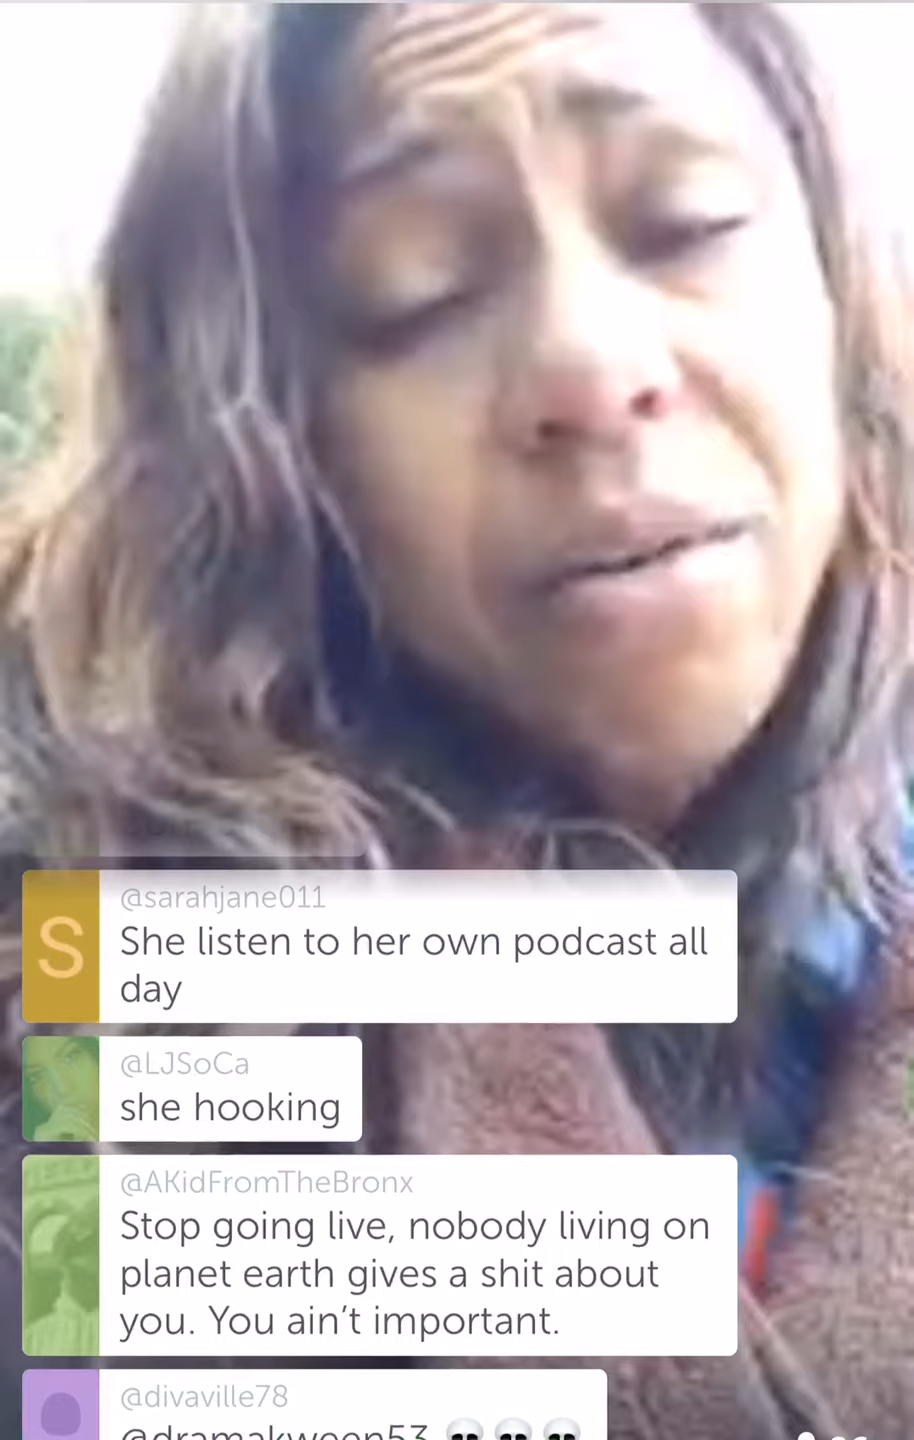 @sarahjane011
S
She listen to her own podcast all
day
@LJSoCa
she hooking
@AKidFromTheBronx
Stop going live, nobody living on
planet earth gives a shit about
you. You ain’t important.
@divaville78
@dramakween53 💀💀💀